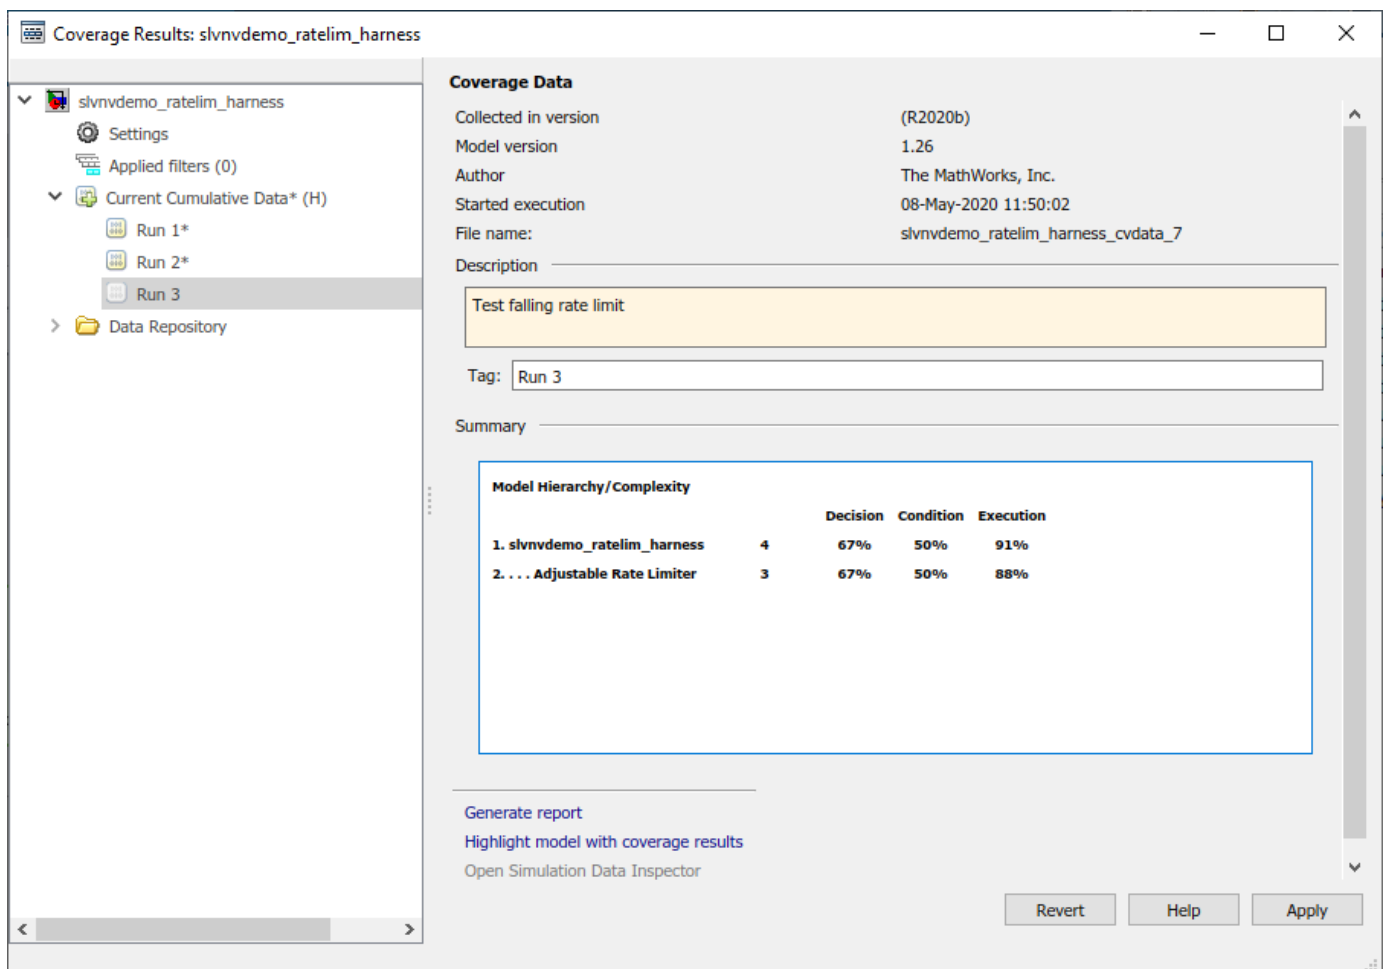 Coverage Results: slvnvdemo_ratelim_harness
slvnvdemo_ratelim_harness
Settings
Applied filters (0)
Current Cumulative Data* (H)
Run 1*
Run 2*
Run 3
Data Repository
Coverage Data
Collected in version (R2020b)
Model version 1.26
Author The MathWorks, Inc.
Started execution 08-May-2020 11:50:02
File name: slvnvdemo_ratelim_harness_cvdata_7
Description
Test falling rate limit
Tag: Run 3
Summary
Model Hierarchy/Complexity
Decision Condition Execution
1. slvnvdemo_ratelim_harness 4 67% 50% 91%
2. . . . Adjustable Rate Limiter 3 67% 50% 88%
Generate report
Highlight model with coverage results
Open Simulation Data Inspector
Revert Help Apply